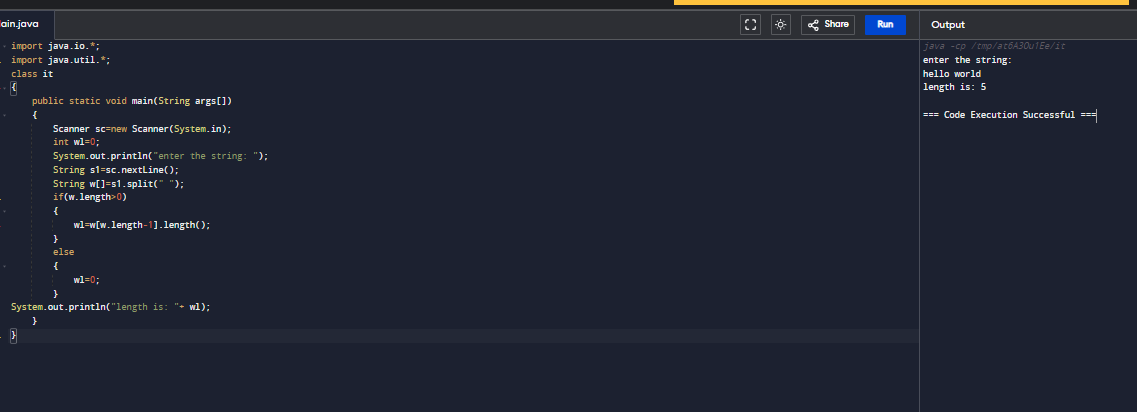 ain.java
Share
Run
Output
import java.io.*;
import java.util.*;
class it
{
public static void main(String args[])
{
Scanner sc=new Scanner(System.in);
int wl=0;
System.out.println("enter the string: ");
String s1=sc.nextLine();
String w[]=s1.split(" ");
if(w.length>0)
{
wl=w[w.length-1].length();
}
else
{
wl=0;
}
System.out.println("length is: "+ wl);
}
}
java -cp /tmp/at6A3Ou1Ee/it
enter the string:
hello world
length is: 5
=== Code Execution Successful ===